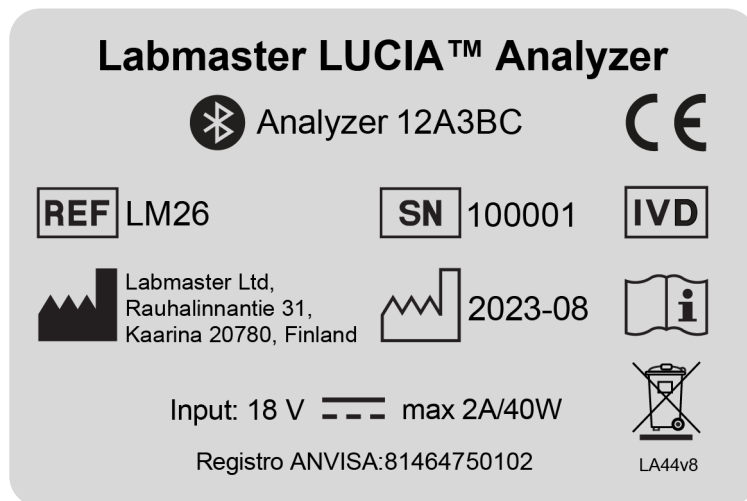 Labmaster LUCIA™ Analyzer
Analyzer 12A3BC
CE
REF LM26
SN 100001
IVD
Labmaster Ltd,
Rauhalinnantie 31,
Kaarina 20780, Finland
2023-08
i
Input: 18 V max 2A/40W
Registro ANVISA:81464750102
LA44v8